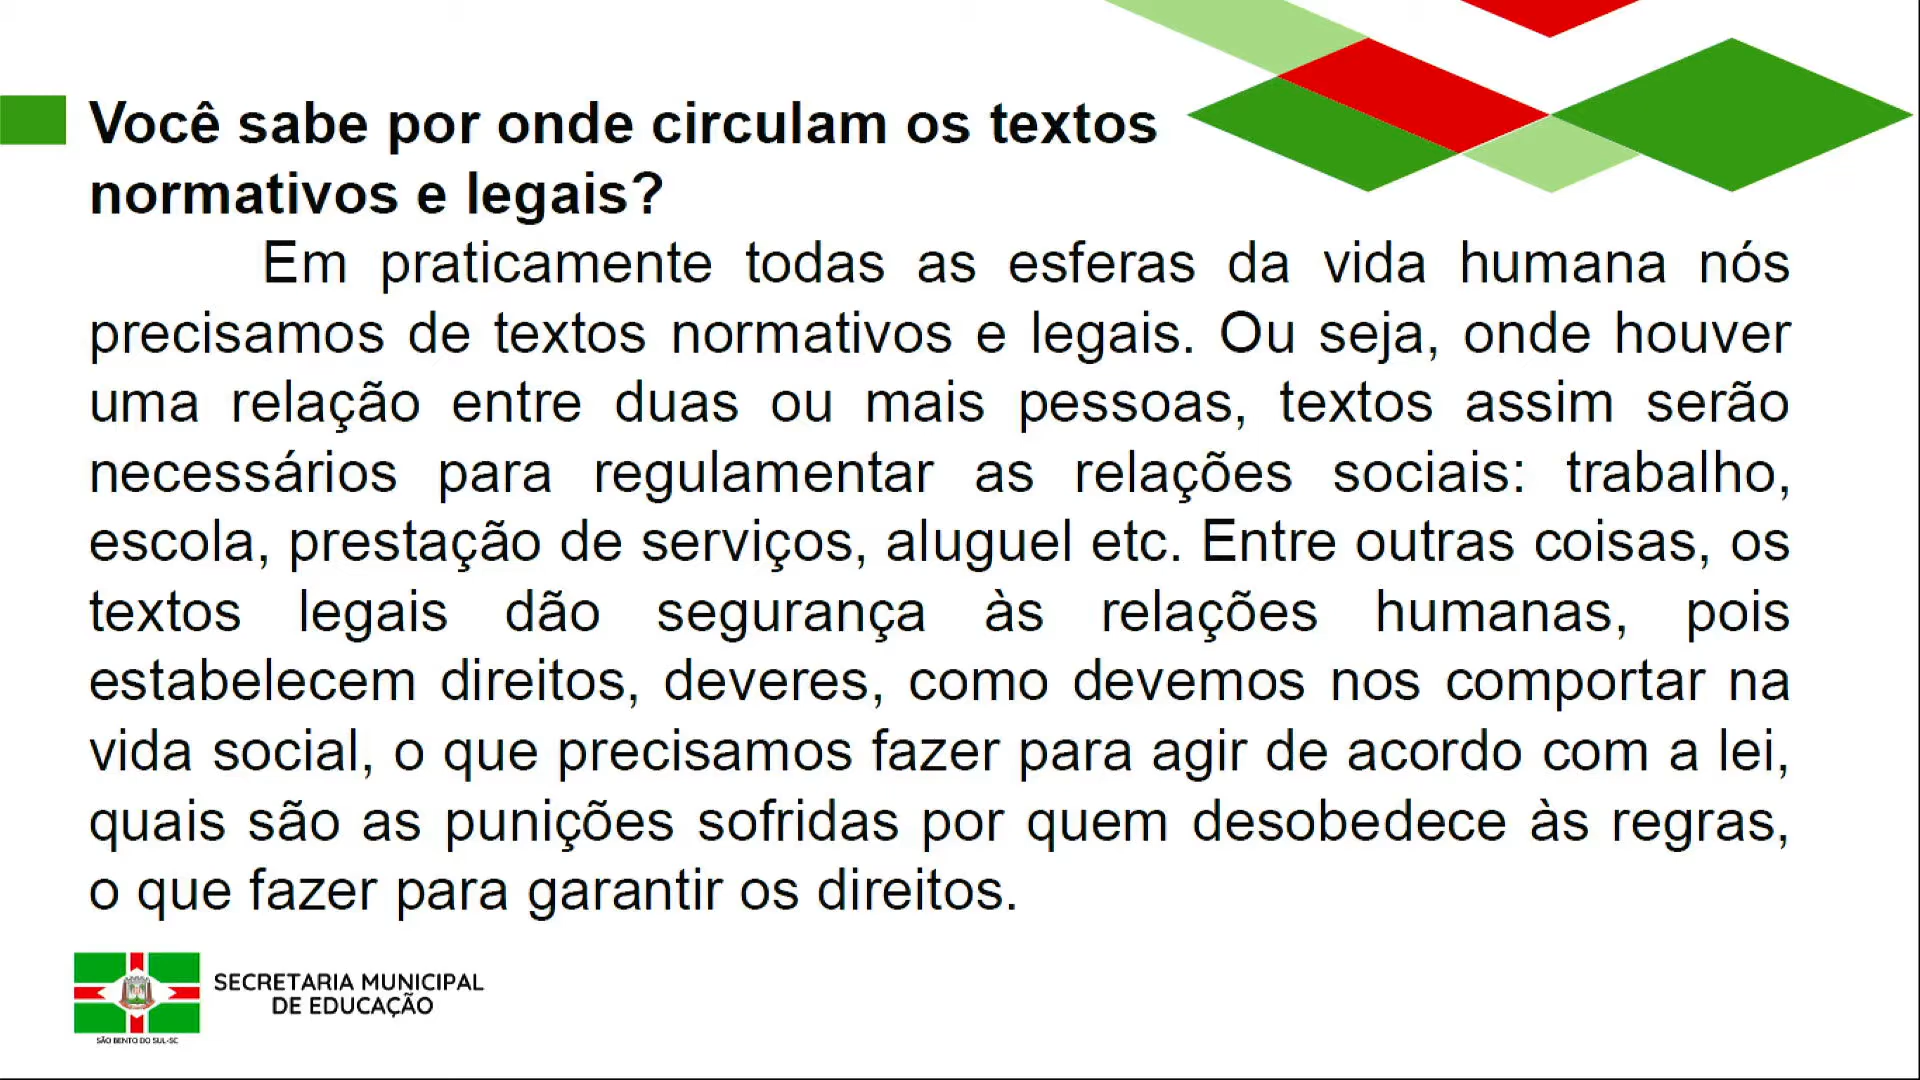 Você sabe por onde circulam os textos
normativos e legais?
Em praticamente todas as esferas da vida humana nós
precisamos de textos normativos e legais. Ou seja, onde houver
uma relação entre duas ou mais pessoas, textos assim serão
necessários para regulamentar as relações sociais: trabalho,
escola, prestação de serviços, aluguel etc. Entre outras coisas, os
textos legais dão segurança às relações humanas, pois
estabelecem direitos, deveres, como devemos nos comportar na
vida social, o que precisamos fazer para agir de acordo com a lei,
quais são as punições sofridas por quem desobedece às regras,
o que fazer para garantir os direitos.
SECRETARIA MUNICIPAL
DE EDUCAÇÃO
SÃO BENTO DO SUL-SC